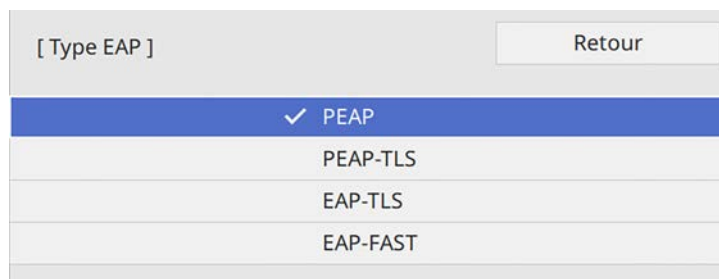 [ Type EAP ]
Retour
PEAP
PEAP-TLS
EAP-TLS
EAP-FAST